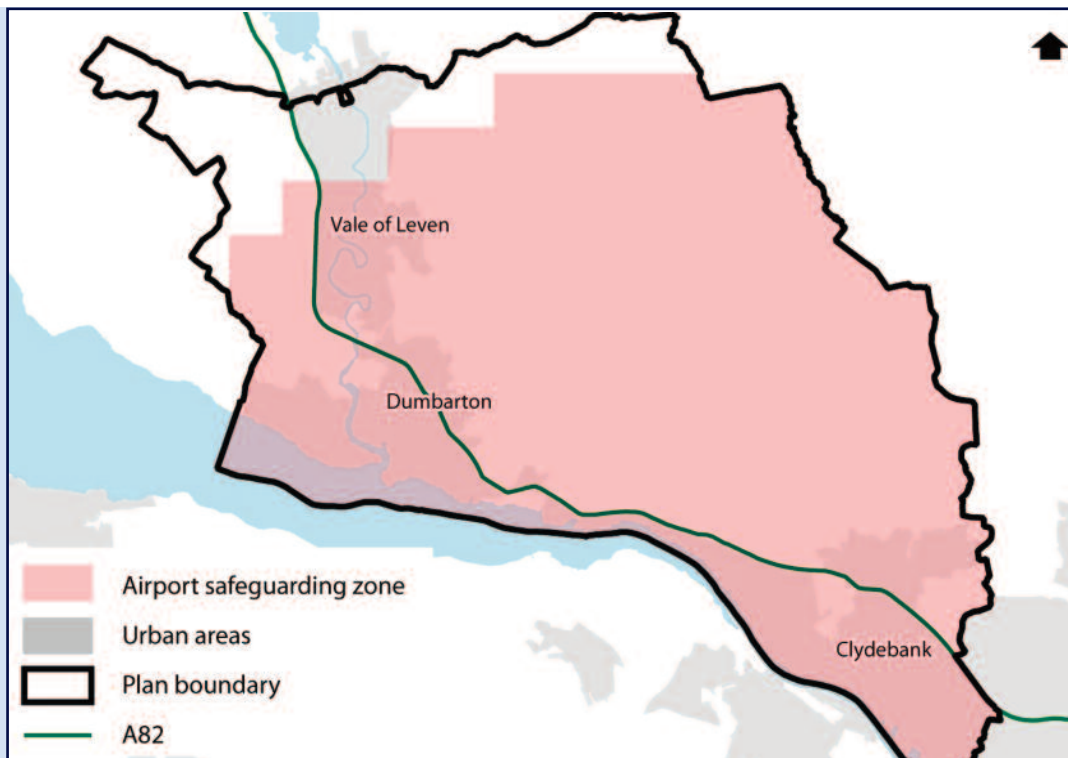 Vale of Leven
Dumbarton
Clydebank
Airport safeguarding zone
Urban areas
Plan boundary
A82